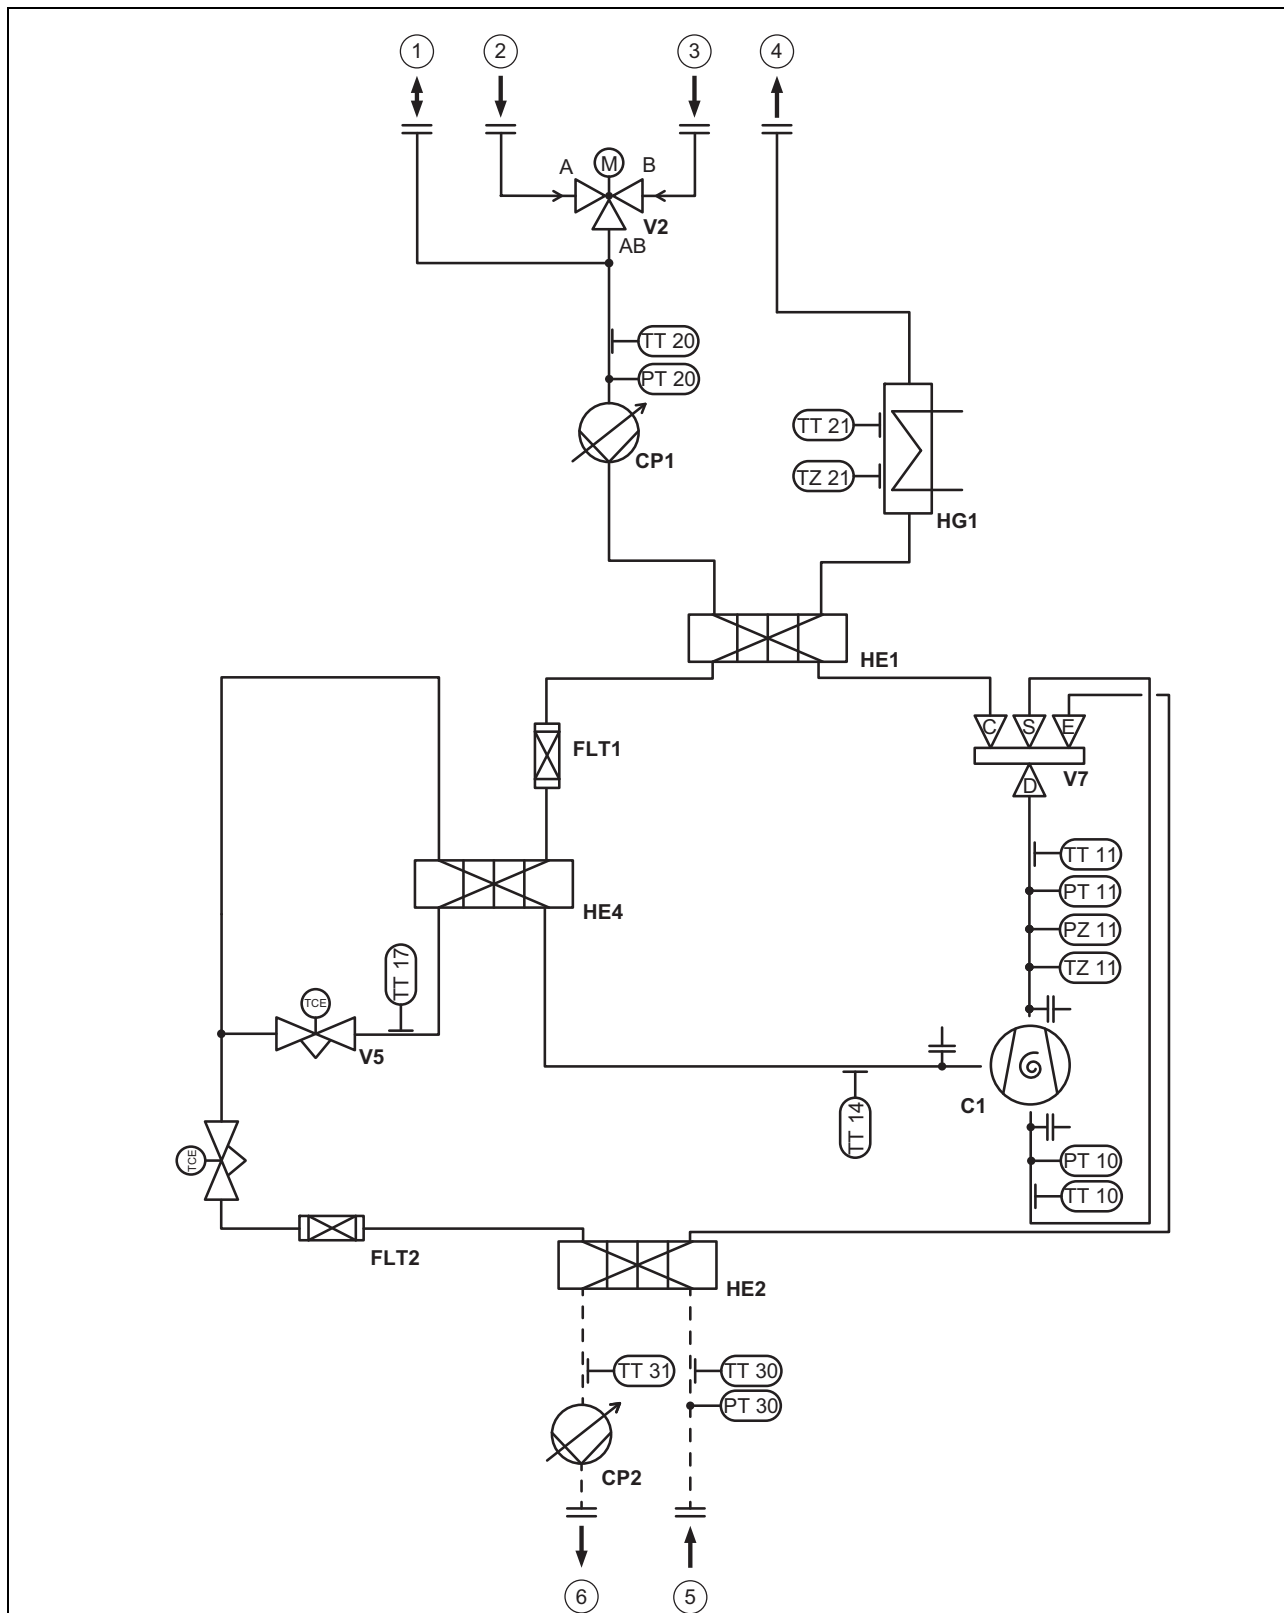 1
2
3
4
M
A
B
V2
AB
TT 20
PT 20
CP1
TT 21
TZ 21
HG1
HE1
C
S
E
FLT1
V7
D
TT 11
PT 11
HE4
PZ 11
TT 17
TZ 11
TCE
V5
C1
TT 14
TCE
PT 10
TT 10
FLT2
HE2
TT 31
TT 30
PT 30
CP2
6
5